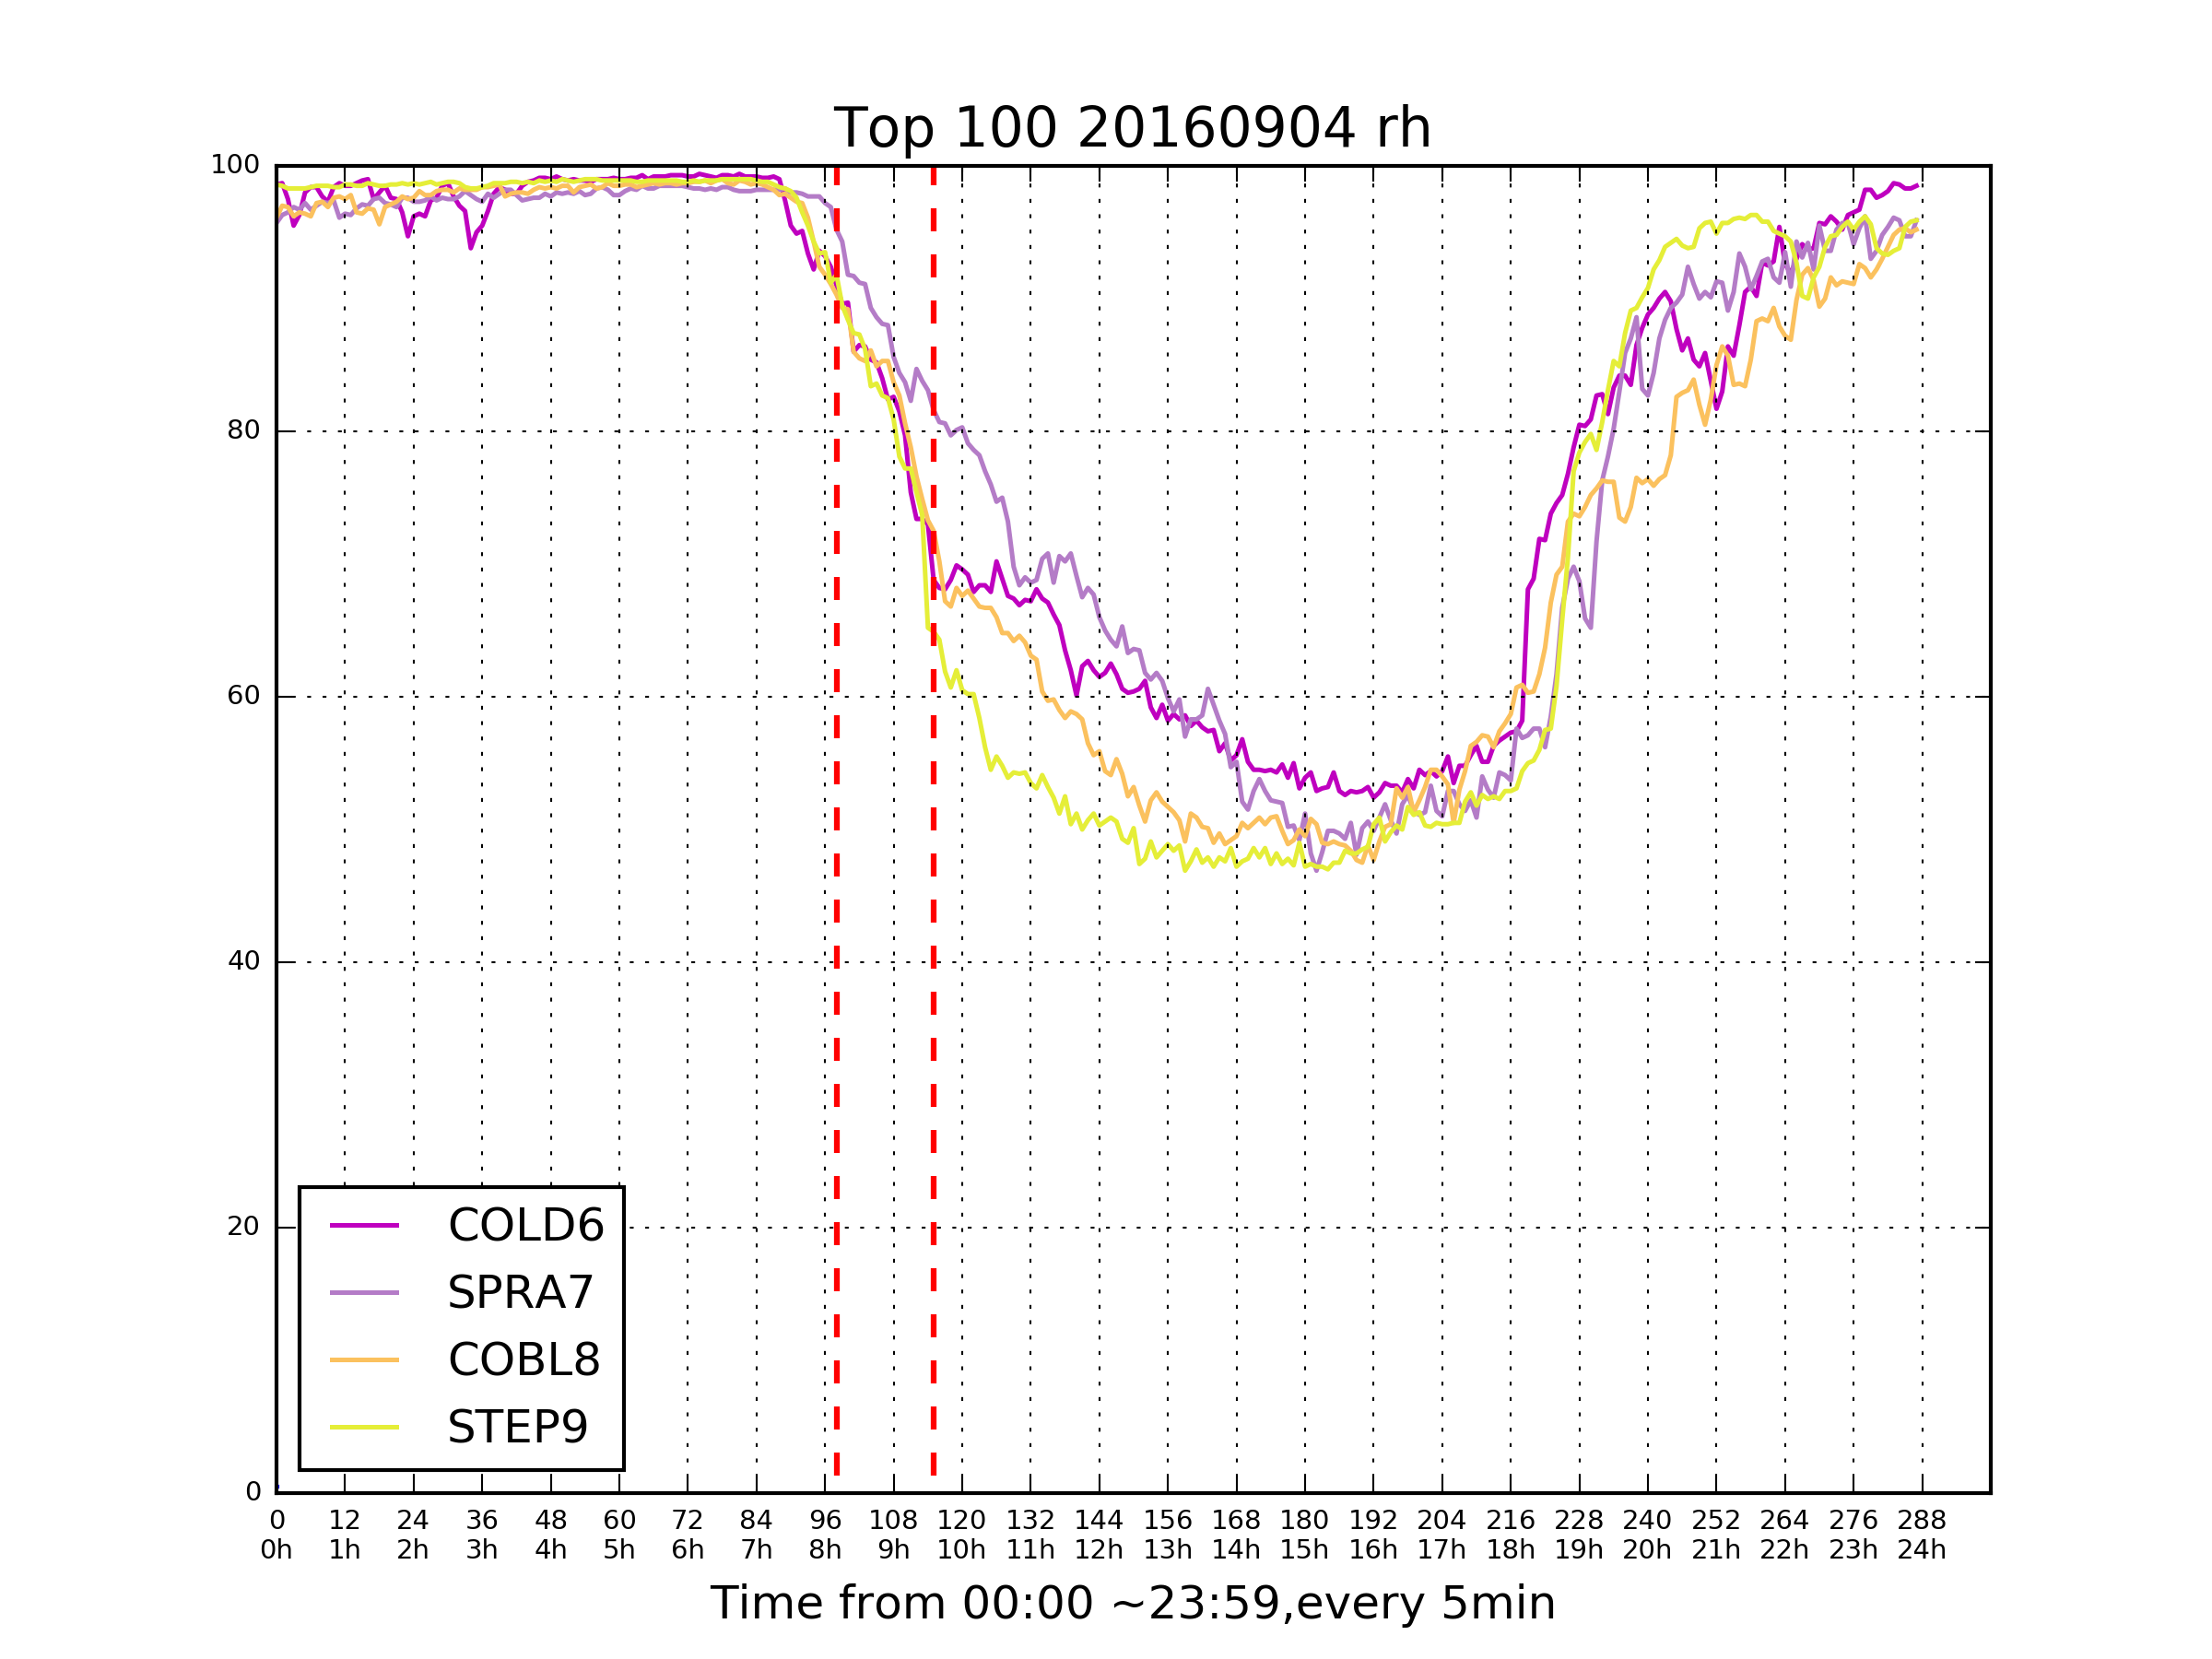 Top 100 20160904 rh
100
80
60
40
20
0
COLD6
SPRA7
COBL8
STEP9
0 12 24 36 48 60 72 84 96 108 120 132 144 156 168 180 192 204 216 228 240 252 264 276 288
0h 1h 2h 3h 4h 5h 6h 7h 8h 9h 10h 11h 12h 13h 14h 15h 16h 17h 18h 19h 20h 21h 22h 23h 24h
Time from 00:00 ~23:59,every 5min